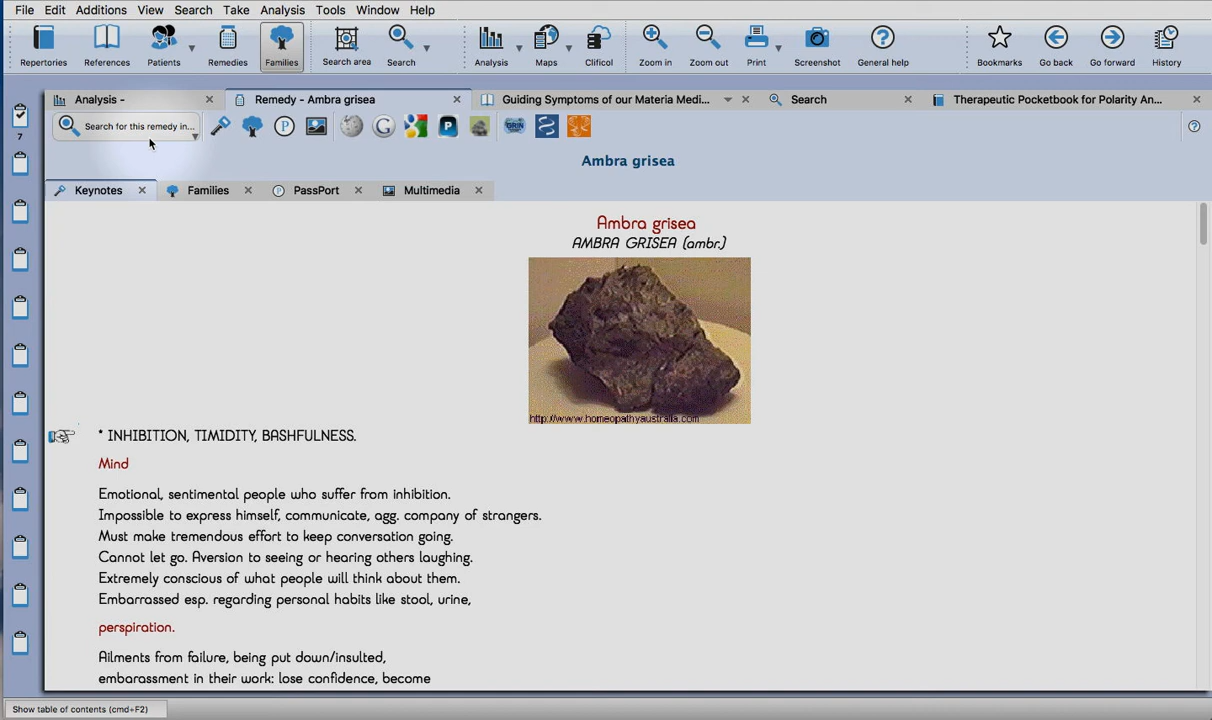 File Edit Additions View Search Take Analysis Tools Window Help
Repertories References Patients Remedies Families Search area Search Analysis Maps Clificol Zoom in Zoom out Print Screenshot General help Bookmarks Go back Go forward History
Analysis - Remedy - Ambra grisea Guiding Symptoms of our Materia Medi... Search Therapeutic Pocketbook for Polarity An...
7
Search for this remedy in...
Ambra grisea
Keynotes Families PassPort Multimedia
Ambra grisea
AMBRA GRISEA (ambr.)
http://www.homeopathyaustralia.com
* INHIBITION, TIMIDITY, BASHFULNESS.
Mind
Emotional, sentimental people who suffer from inhibition.
Impossible to express himself, communicate, agg. company of strangers.
Must make tremendous effort to keep conversation going.
Cannot let go. Aversion to seeing or hearing others laughing.
Extremely conscious of what people will think about them.
Embarrassed esp. regarding personal habits like stool, urine,
perspiration.
Ailments from failure, being put down/insulted,
embarassment in their work: lose confidence, become
Show table of contents (cmd+F2)